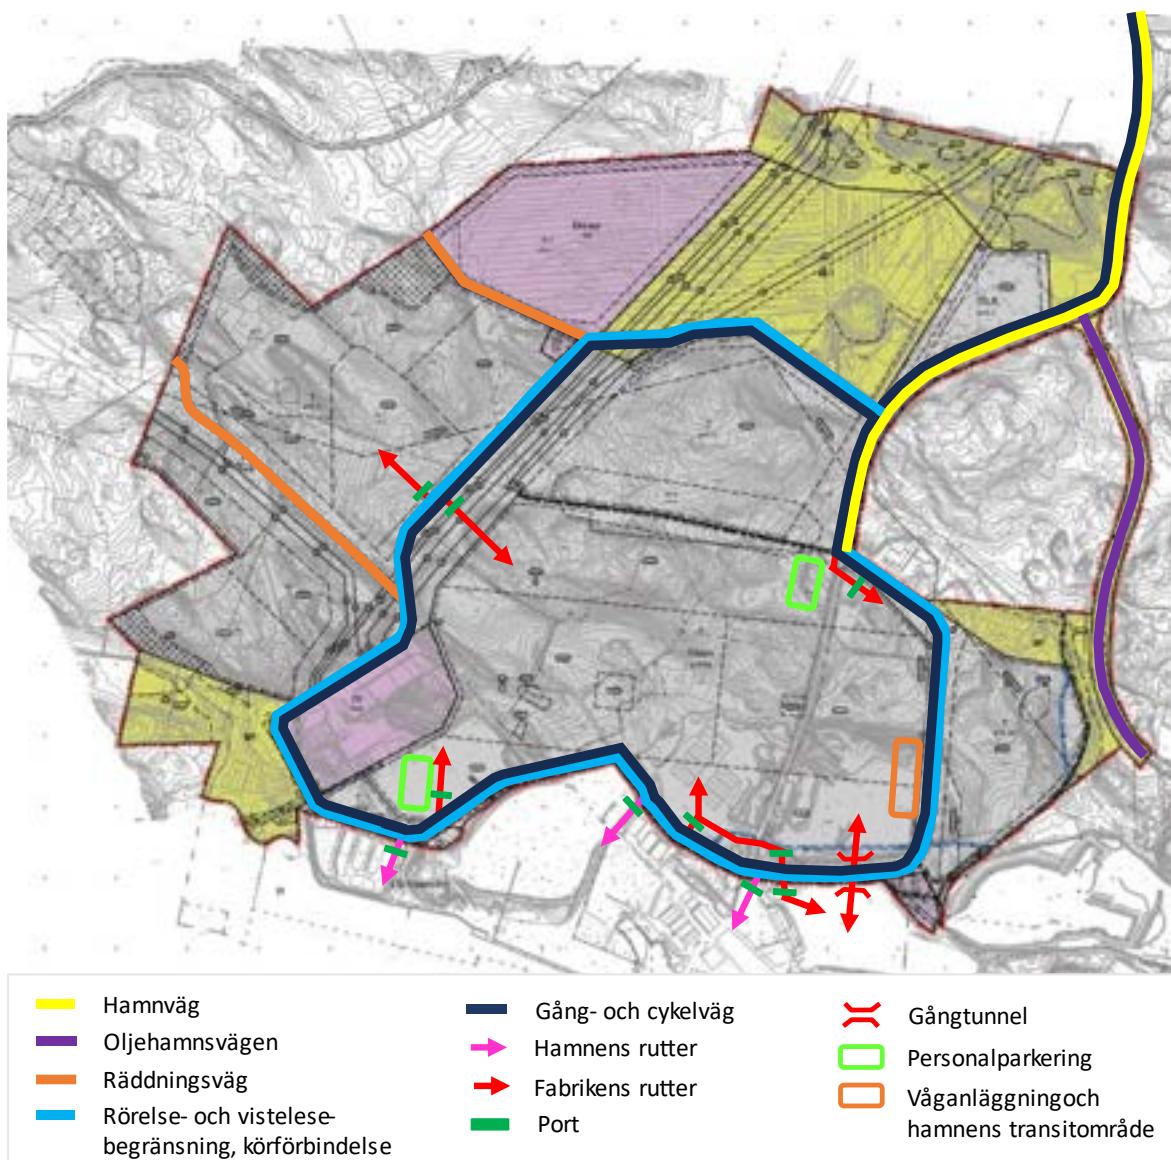 Hamnväg
Oljehamnsvägen
Räddningsväg
Rörelse- och vistelese-
begränsning, körförbindelse
Gång- och cykelväg
Hamnens rutter
Fabrikens rutter
Port
Gångtunnel
Personalparkering
Våganläggningoch
hamnens transitområde